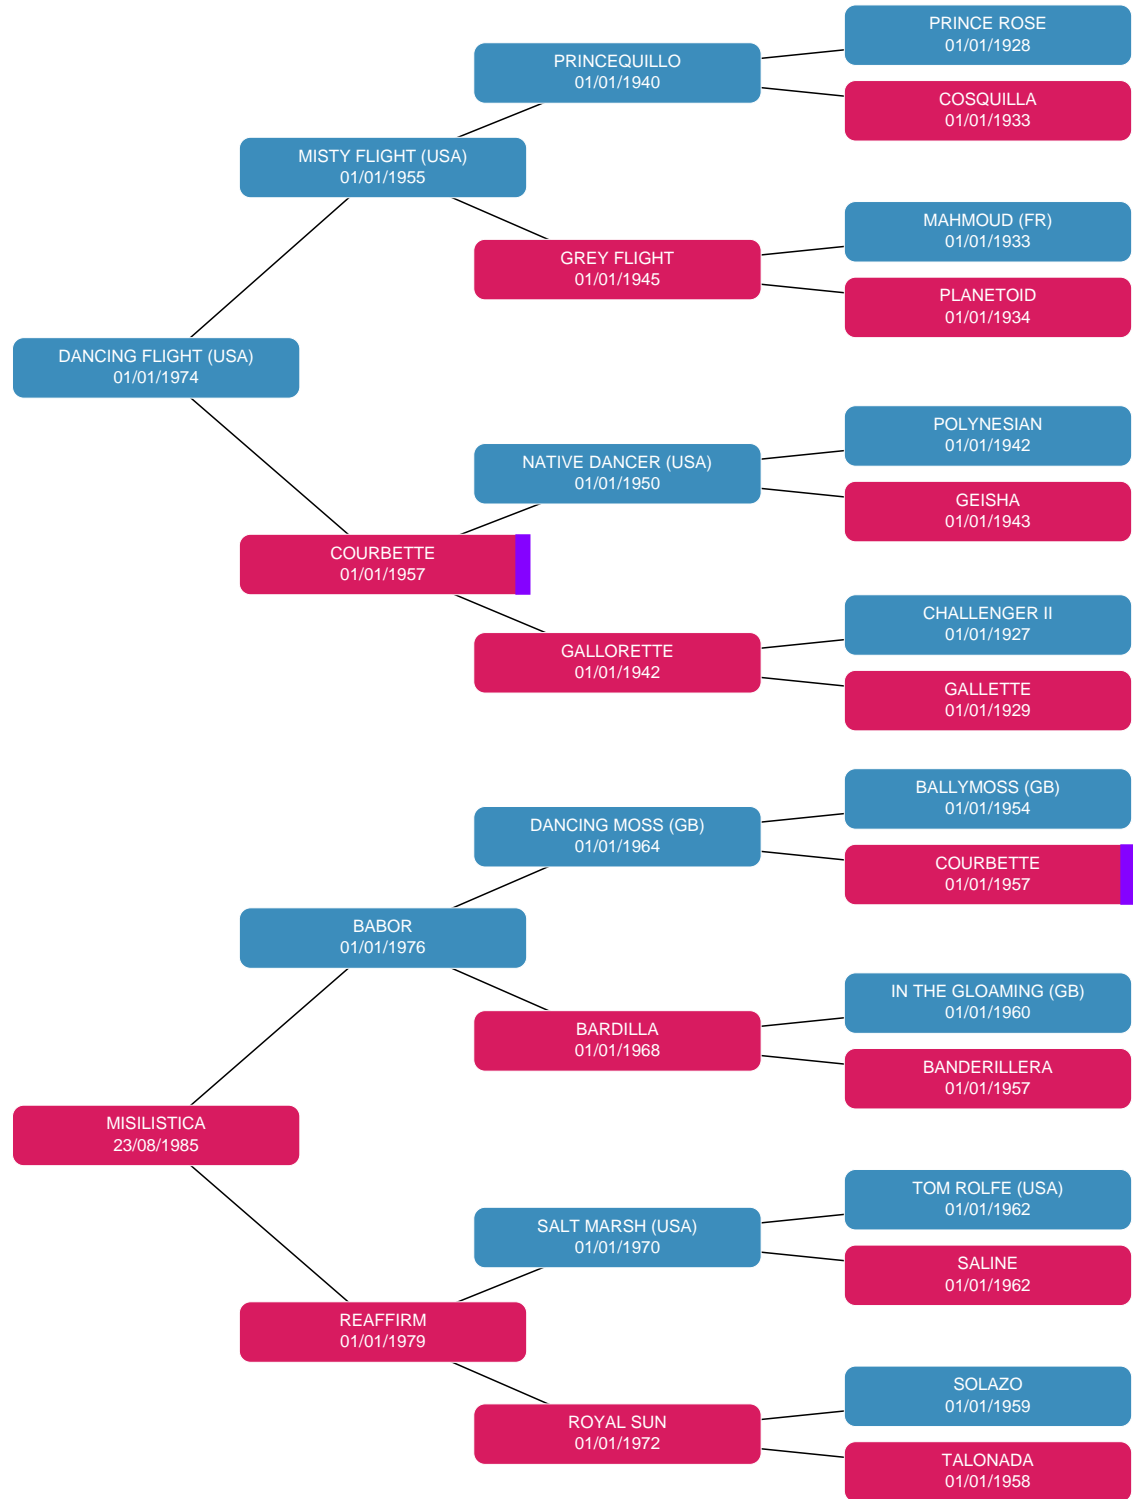 PRINCE ROSE
01/01/1928
PRINCEQUILLO
01/01/1940
COSQUILLA
01/01/1933
MISTY FLIGHT (USA)
01/01/1955
MAHMOUD (FR)
01/01/1933
GREY FLIGHT
01/01/1945
PLANETOID
01/01/1934
DANCING FLIGHT (USA)
01/01/1974
POLYNESIAN
01/01/1942
NATIVE DANCER (USA)
01/01/1950
GEISHA
01/01/1943
COURBETTE
01/01/1957
CHALLENGER II
01/01/1927
GALLORETTE
01/01/1942
GALLETTE
01/01/1929
BALLYMOSS (GB)
01/01/1954
DANCING MOSS (GB)
01/01/1964
COURBETTE
01/01/1957
BABOR
01/01/1976
IN THE GLOAMING (GB)
01/01/1960
BARDILLA
01/01/1968
BANDERILLERA
01/01/1957
MISILISTICA
23/08/1985
TOM ROLFE (USA)
01/01/1962
SALT MARSH (USA)
01/01/1970
SALINE
01/01/1962
REAFFIRM
01/01/1979
SOLAZO
01/01/1959
ROYAL SUN
01/01/1972
TALONADA
01/01/1958